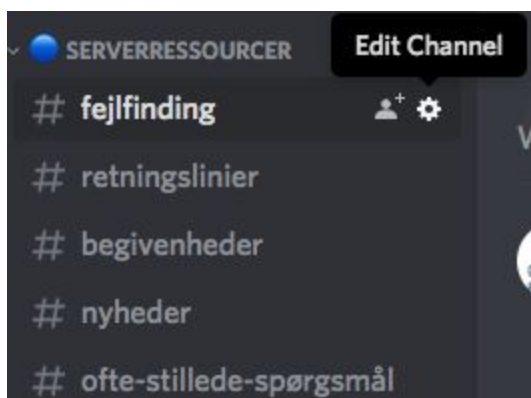 SERVERRESSOURCER
Edit Channel
# fejlfinding
# retningslinier
# begivenheder
# nyheder
# ofte-stillede-spørgsmål